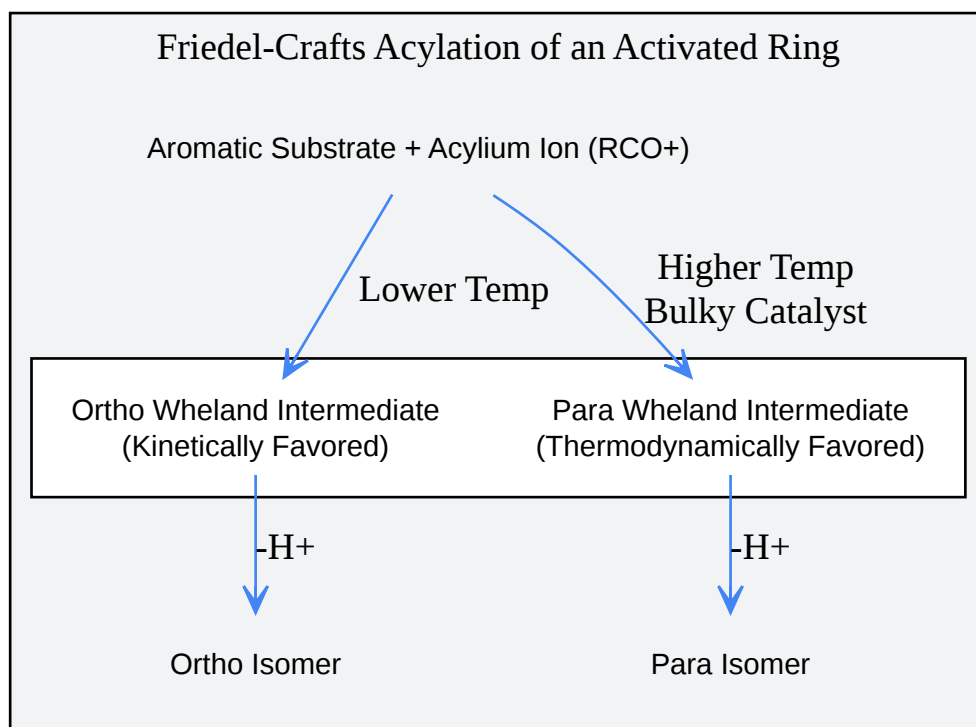 Friedel-Crafts Acylation of an Activated Ring
Aromatic Substrate + Acylium Ion (RCO+)
Lower Temp
Higher Temp
Bulky Catalyst
Ortho Wheland Intermediate
(Kinetically Favored)
Para Wheland Intermediate
(Thermodynamically Favored)
-H+
-H+
Ortho Isomer
Para Isomer